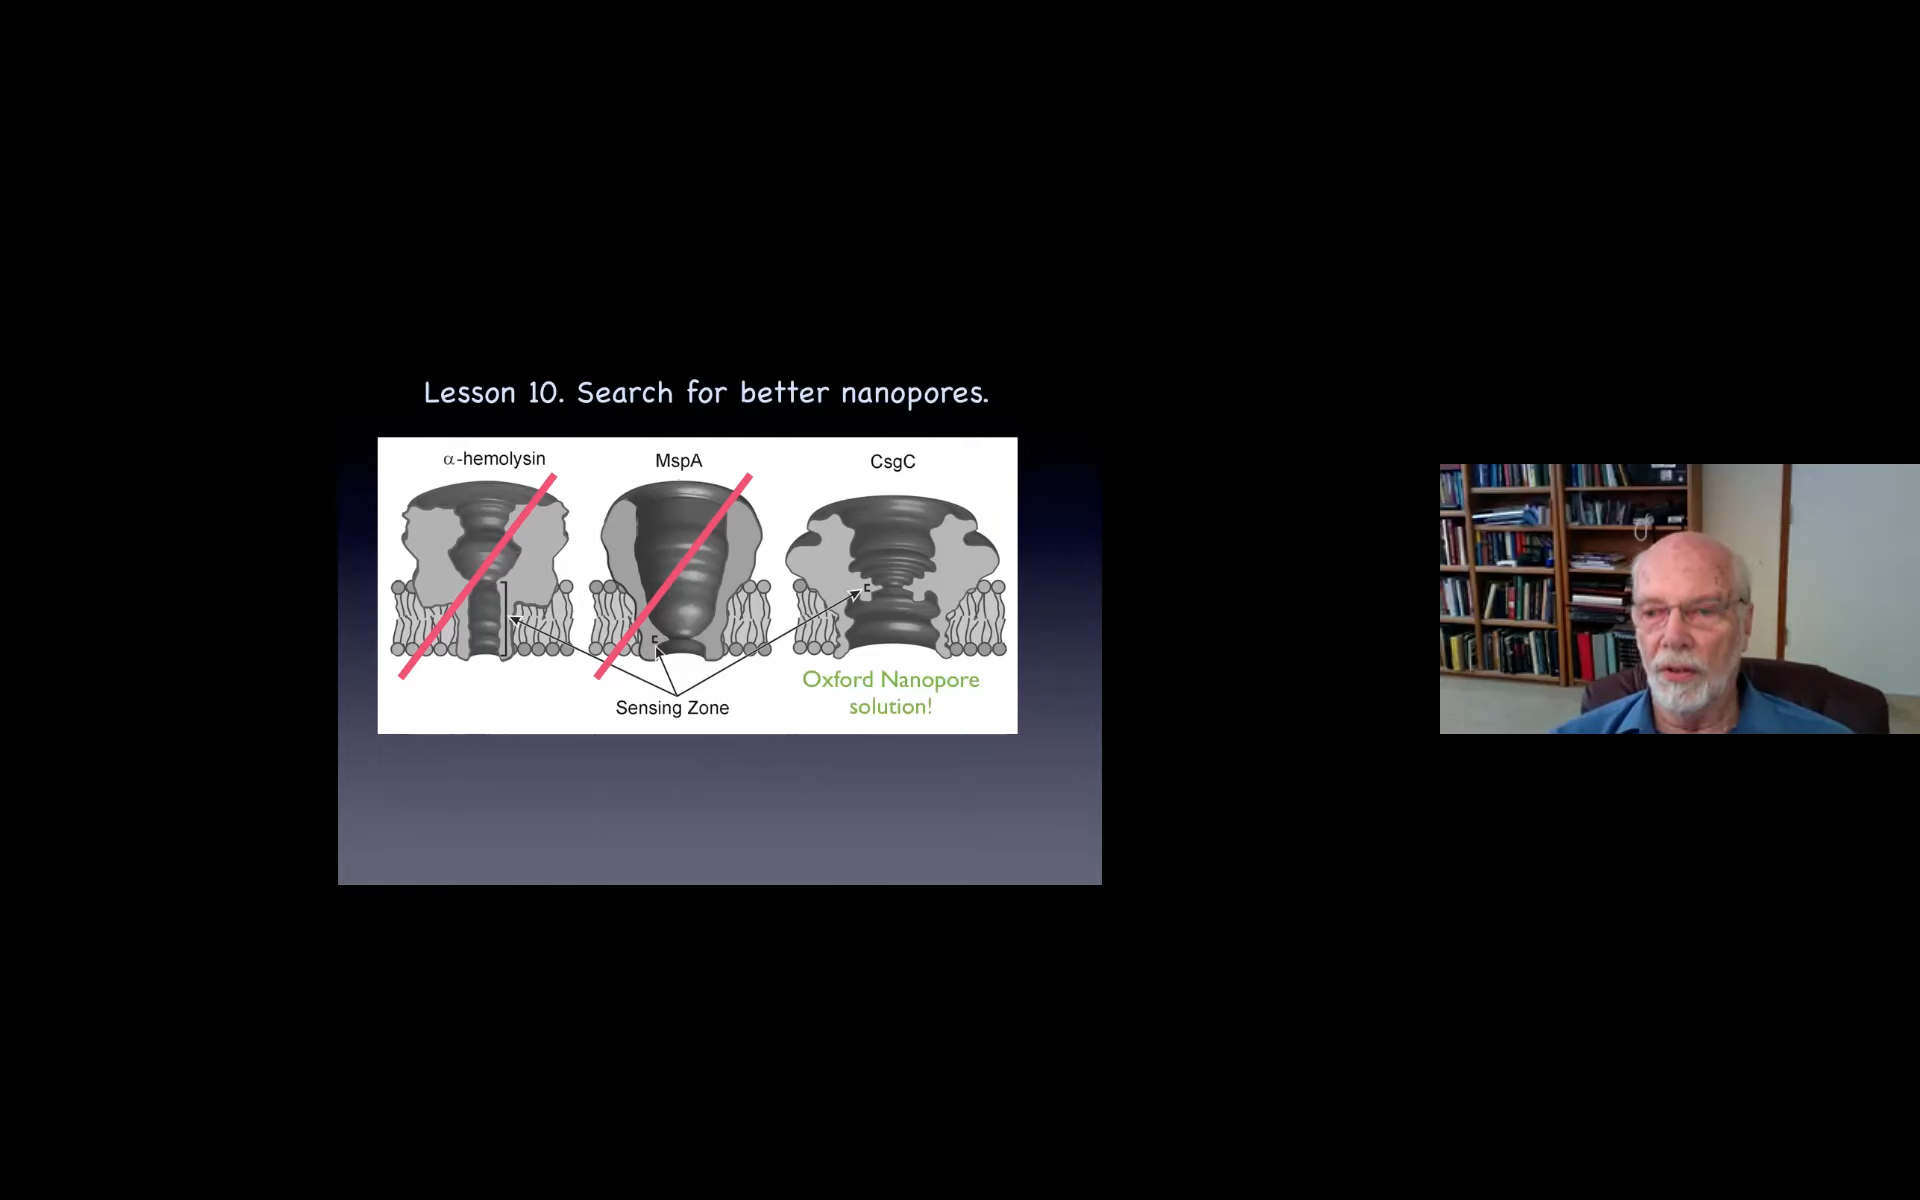 Lesson 10. Search for better nanopores.
α-hemolysin
MspA
CsgC
Oxford Nanopore
solution!
Sensing Zone